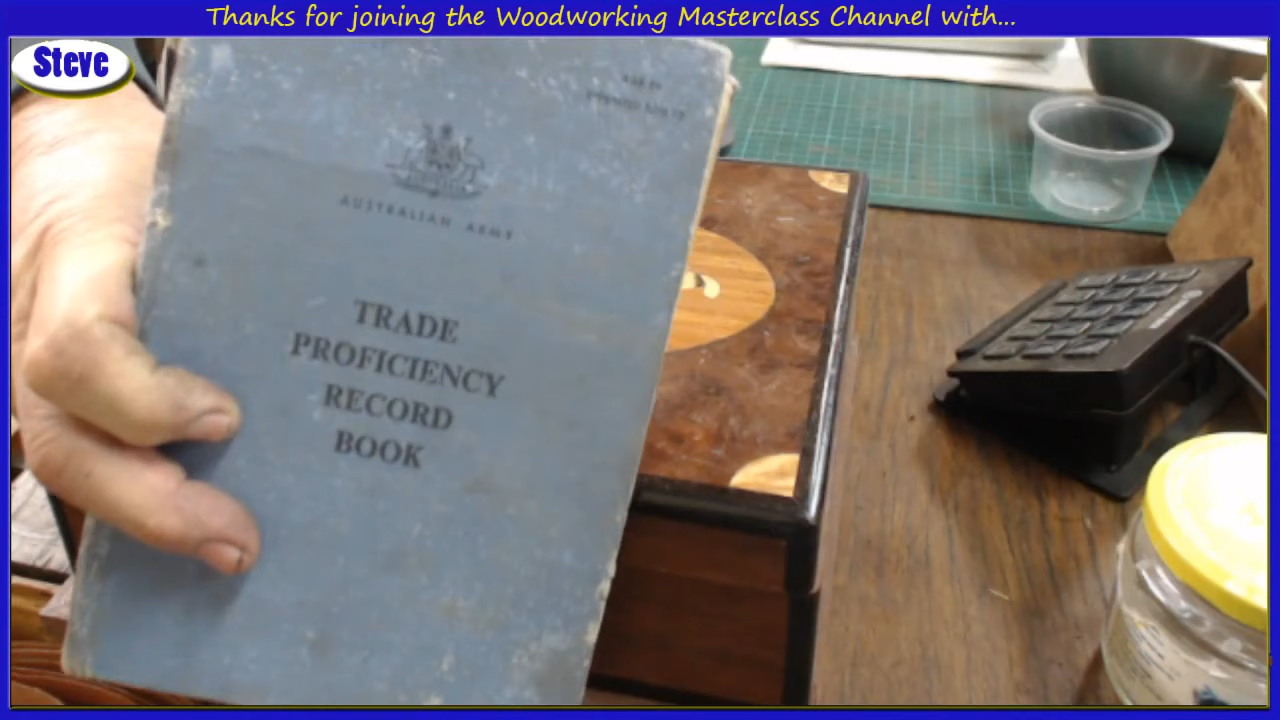 Thanks for joining the Woodworking Masterclass Channel with...
Steve
AUSTRALIAN ARMY
TRADE
PROFICIENCY
RECORD
BOOK